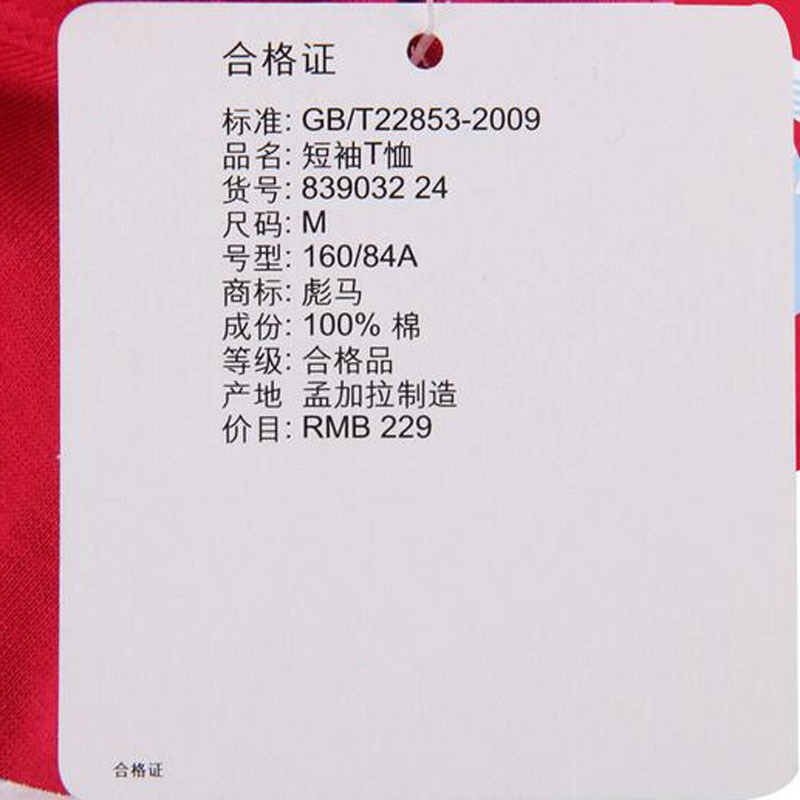 合格证
标准: GB/T22853-2009
品名: 短袖T恤
货号: 839032 24
尺码: M
号型: 160/84A
商标: 彪马
成份: 100% 棉
等级: 合格品
产地 孟加拉制造
价目: RMB 229
合格证